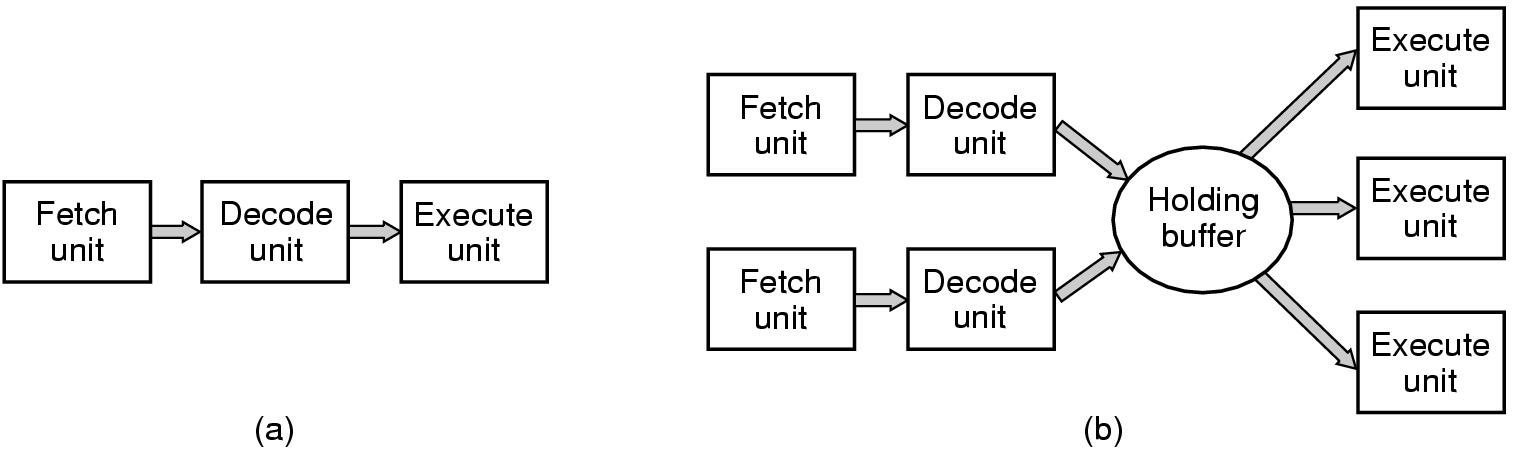 Fetch
unit
Decode
unit
Execute
unit
(a)
Fetch
unit
Decode
unit
Fetch
unit
Decode
unit
Holding
buffer
Execute
unit
Execute
unit
Execute
unit
(b)